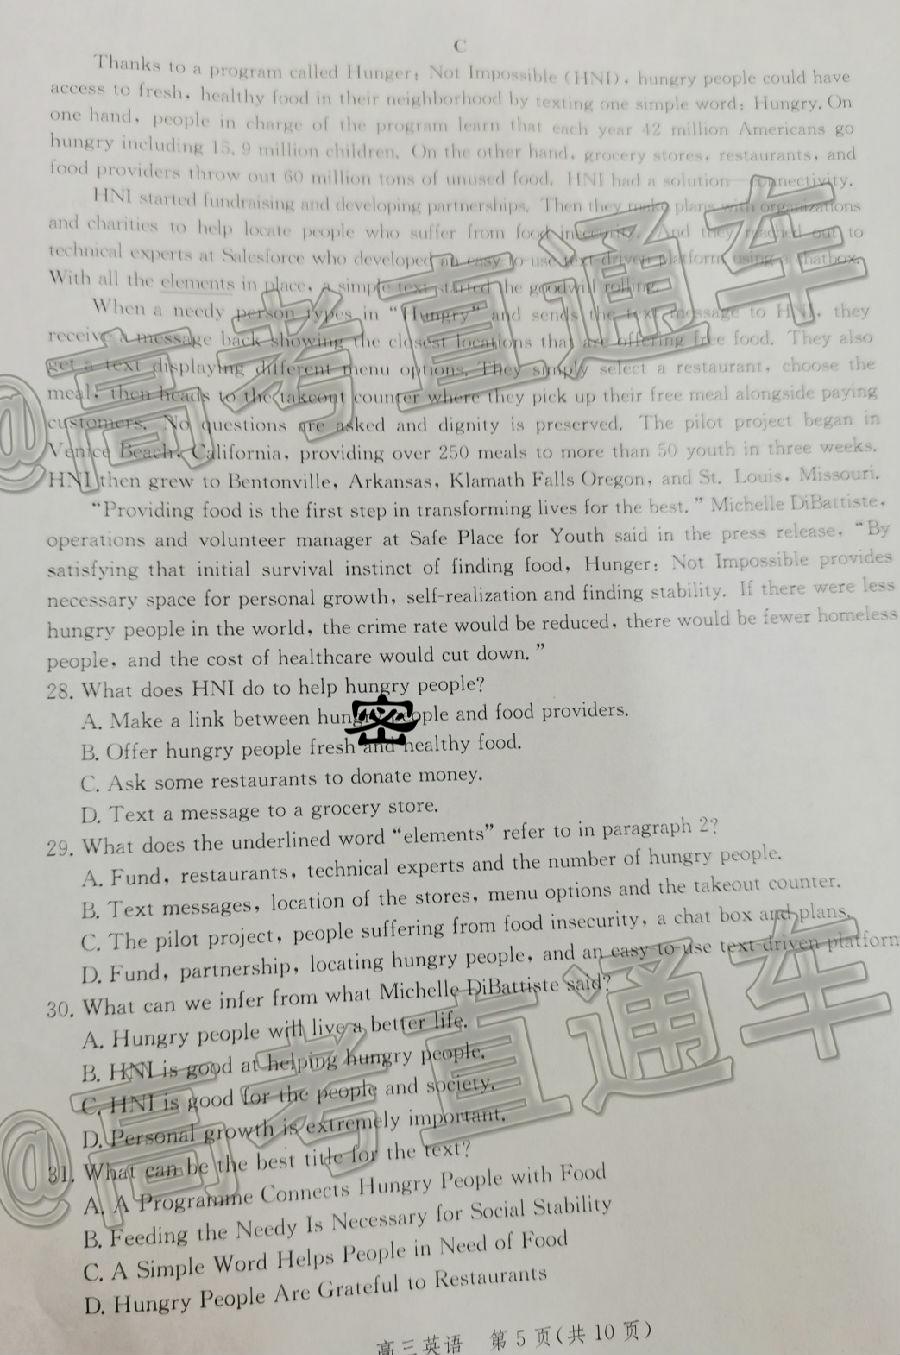 C
Thanks to a program called Hunger: Not Impossible (HNI), hungry people could have
access to fresh, healthy food in their neighborhood by texting one simple word: Hungry. On
one hand, people in charge of the program learn that each year 42 million Americans go
hungry including 13. 9 million children. On the other hand, grocery stores, restaurants, and
food providers throw out 60 million tons of unused food. HNI had a solution connectivity.
HNI started fundraising and developing partnerships. Then they make plans with organizations
and charities to help locate people who suffer from food insecurity. And they reached out to
technical experts at Salesforce who developed an easy to use text-driven platform using a chatbox.
With all the elements in place, a simple text started the goodwill rolling.
When a needy person types in "Hungry" and sends the text message to HNI, they
receive a message back showing the closest locations that are offering free food. They also
get a text displaying different menu options. They simply select a restaurant, choose the
meal, then heads to the takeout counter where they pick up their free meal alongside paying
customers. No questions are asked and dignity is preserved. The pilot project began in
Venice Beach, California, providing over 250 meals to more than 50 youth in three weeks.
HNI then grew to Bentonville, Arkansas, Klamath Falls Oregon, and St. Louis, Missouri.
"Providing food is the first step in transforming lives for the best." Michelle DiBattiste,
operations and volunteer manager at Safe Place for Youth said in the press release, "By
satisfying that initial survival instinct of finding food, Hunger: Not Impossible provides
necessary space for personal growth, self-realization and finding stability. If there were less
hungry people in the world, the crime rate would be reduced, there would be fewer homeless
people, and the cost of healthcare would cut down."
28. What does HNI do to help hungry people?
A. Make a link between hungry people and food providers.
B. Offer hungry people fresh and healthy food.
C. Ask some restaurants to donate money.
D. Text a message to a grocery store.
29. What does the underlined word "elements" refer to in paragraph 2?
A. Fund, restaurants, technical experts and the number of hungry people.
B. Text messages, location of the stores, menu options and the takeout counter.
C. The pilot project, people suffering from food insecurity, a chat box and plans.
D. Fund, partnership, locating hungry people, and an easy-to-use text-driven platform
30. What can we infer from what Michelle DiBattiste said?
A. Hungry people will live a better life.
B. HNI is good at helping hungry people.
C. HNI is good for the people and society.
D. Personal growth is extremely important.
31. What can be the best title for the text?
A. A Programme Connects Hungry People with Food
B. Feeding the Needy Is Necessary for Social Stability
C. A Simple Word Helps People in Need of Food
D. Hungry People Are Grateful to Restaurants
高三英语 第 5 页(共 10 页)
密
@高考直通车
@高考直通车